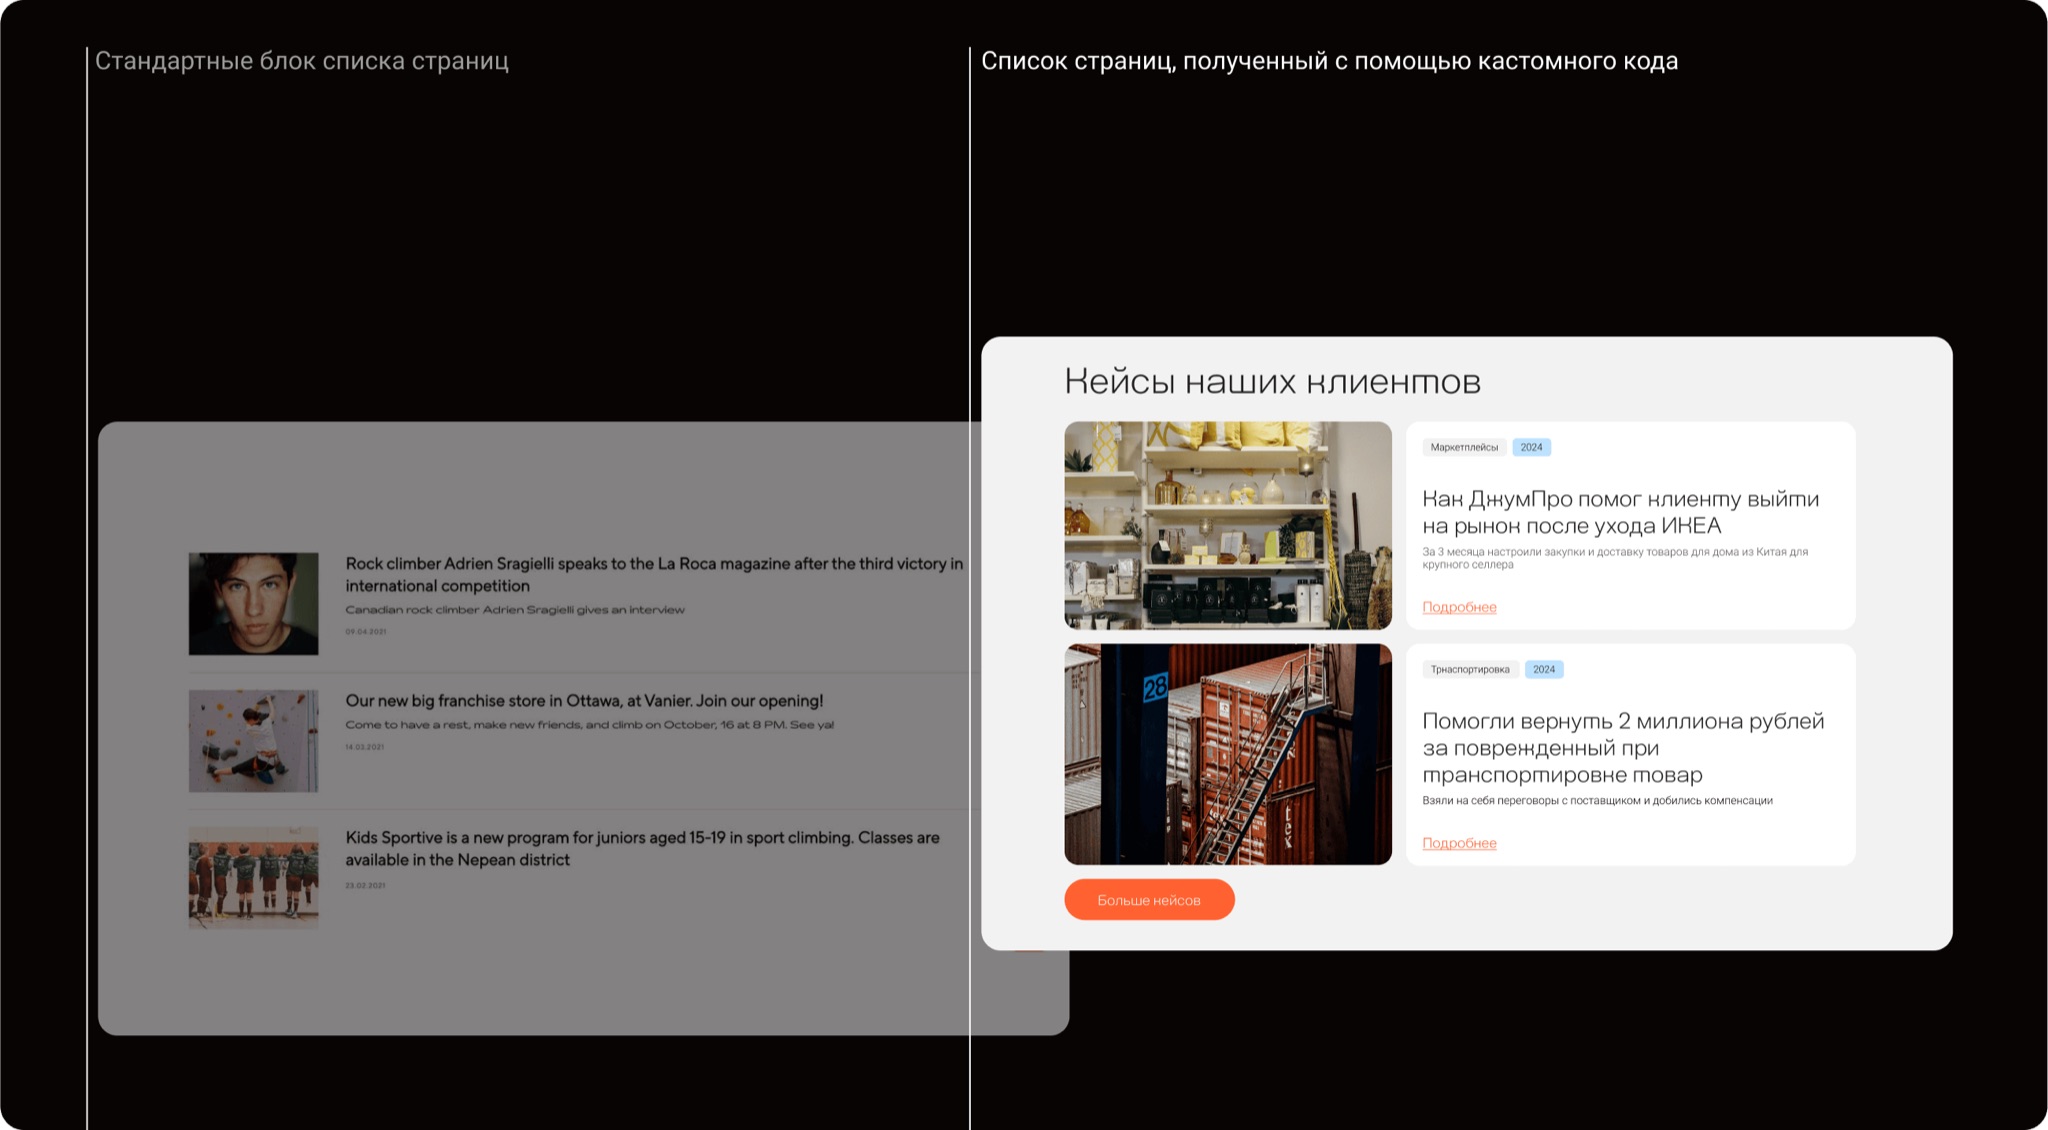 Стандартные блок списка страниц
Rock climber Adrien Sragielli speaks to the La Roca magazine after the third victory in
international competition
Canadian rock climber Adrien Sragielli gives an interview
09.04.2021
Our new big franchise store in Ottawa, at Vanier. Join our opening!
Come to have a rest, make new friends, and climb on October, 16 at 8 PM. See ya!
14.03.2021
Kids Sportive is a new program for juniors aged 15-19 in sport climbing. Classes are
available in the Nepean district
23.02.2021
Список страниц, полученный с помощью кастомного кода
Кейсы наших клиентов
Маркетплейсы 2024
Как ДжумПро помог клиенту выйти
на рынок после ухода ИКЕА
За 3 месяца настроили закупки и доставку товаров для дома из Китая для
крупного селлера
Подробнее
28
tex
Трнаспортировка 2024
Помогли вернуть 2 миллиона рублей
за поврежденный при
транспортировке товар
Взяли на себя переговоры с поставщиком и добились компенсации
Подробнее
Больше кейсов